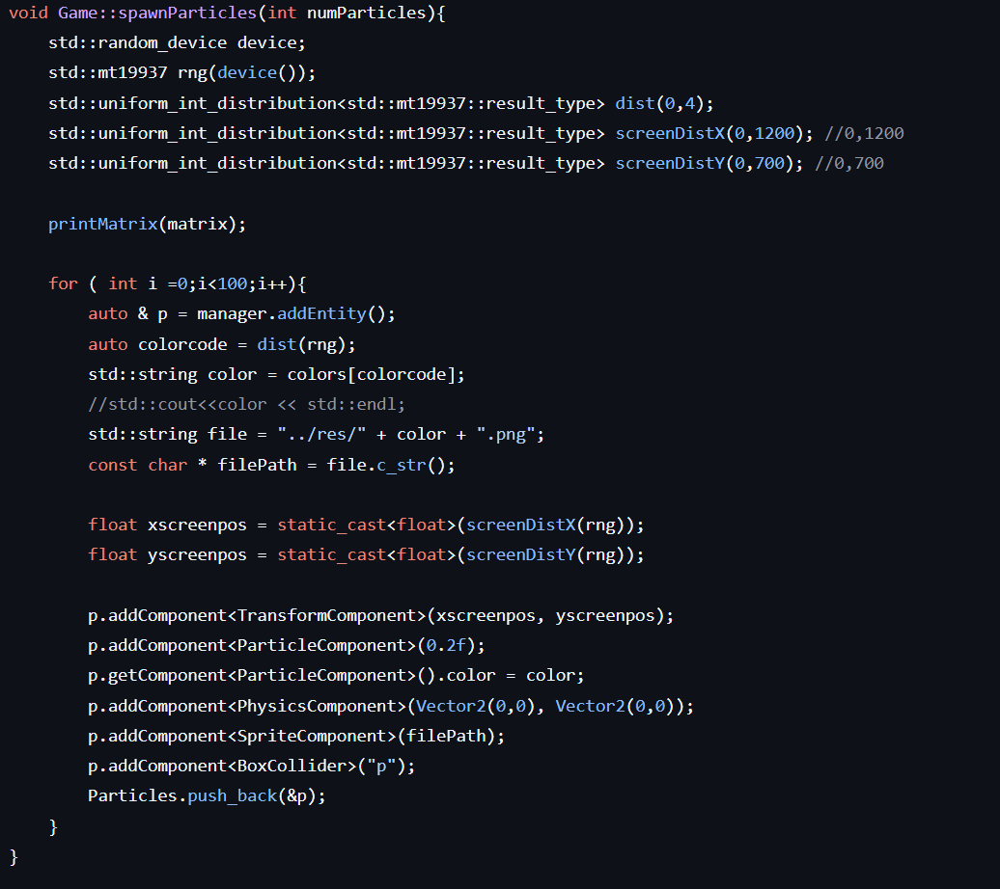 void Game::spawnParticles(int numParticles){
    std::random_device device;
    std::mt19937 rng(device());
    std::uniform_int_distribution<std::mt19937::result_type> dist(0,4);
    std::uniform_int_distribution<std::mt19937::result_type> screenDistX(0,1200); //0,1200
    std::uniform_int_distribution<std::mt19937::result_type> screenDistY(0,700); //0,700

    printMatrix(matrix);

    for ( int i =0;i<100;i++){
        auto & p = manager.addEntity();
        auto colorcode = dist(rng);
        std::string color = colors[colorcode];
        //std::cout<<color << std::endl;
        std::string file = "../res/" + color + ".png";
        const char * filePath = file.c_str();

        float xscreenpos = static_cast<float>(screenDistX(rng));
        float yscreenpos = static_cast<float>(screenDistY(rng));

        p.addComponent<TransformComponent>(xscreenpos, yscreenpos);
        p.addComponent<ParticleComponent>(0.2f);
        p.getComponent<ParticleComponent>().color = color;
        p.addComponent<PhysicsComponent>(Vector2(0,0), Vector2(0,0));
        p.addComponent<SpriteComponent>(filePath);
        p.addComponent<BoxCollider>("p");
        Particles.push_back(&p);
    }
}